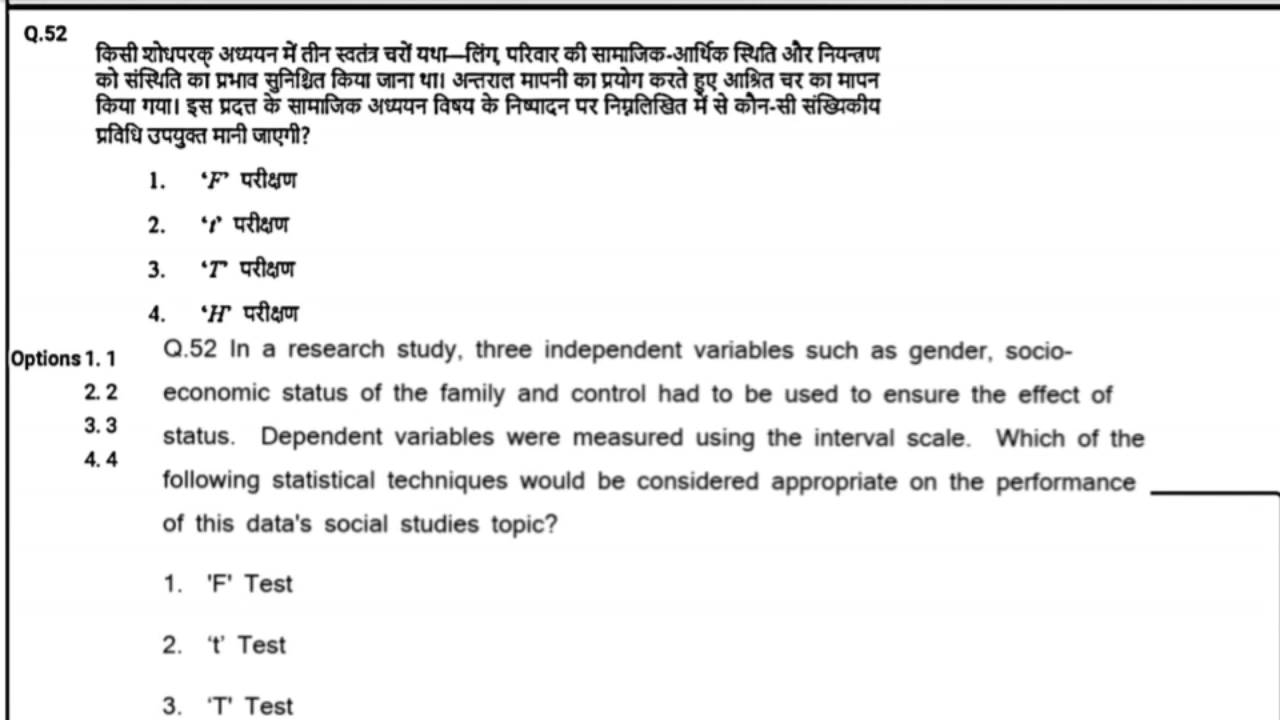 Q.52
किसी शोधपरक् अध्ययन में तीन स्वतंत्र चरों यथा—लिंग, परिवार की सामाजिक-आर्थिक स्थिति और नियन्त्रण
को संस्थिति का प्रभाव सुनिश्चित किया जाना था। अन्तराल मापनी का प्रयोग करते हुए आश्रित चर का मापन
किया गया। इस प्रदत्त के सामाजिक अध्ययन विषय के निष्पादन पर निम्नलिखित में से कौन-सी संख्यिकीय
प्रविधि उपयुक्त मानी जाएगी?
1. ‘F’ परीक्षण
2. ‘t’ परीक्षण
3. ‘T’ परीक्षण
4. ‘H’ परीक्षण
Options 1. 1
2. 2
3. 3
4. 4
Q.52 In a research study, three independent variables such as gender, socio-
economic status of the family and control had to be used to ensure the effect of
status. Dependent variables were measured using the interval scale. Which of the
following statistical techniques would be considered appropriate on the performance
of this data's social studies topic?
1. 'F' Test
2. ‘t’ Test
3. ‘T’ Test